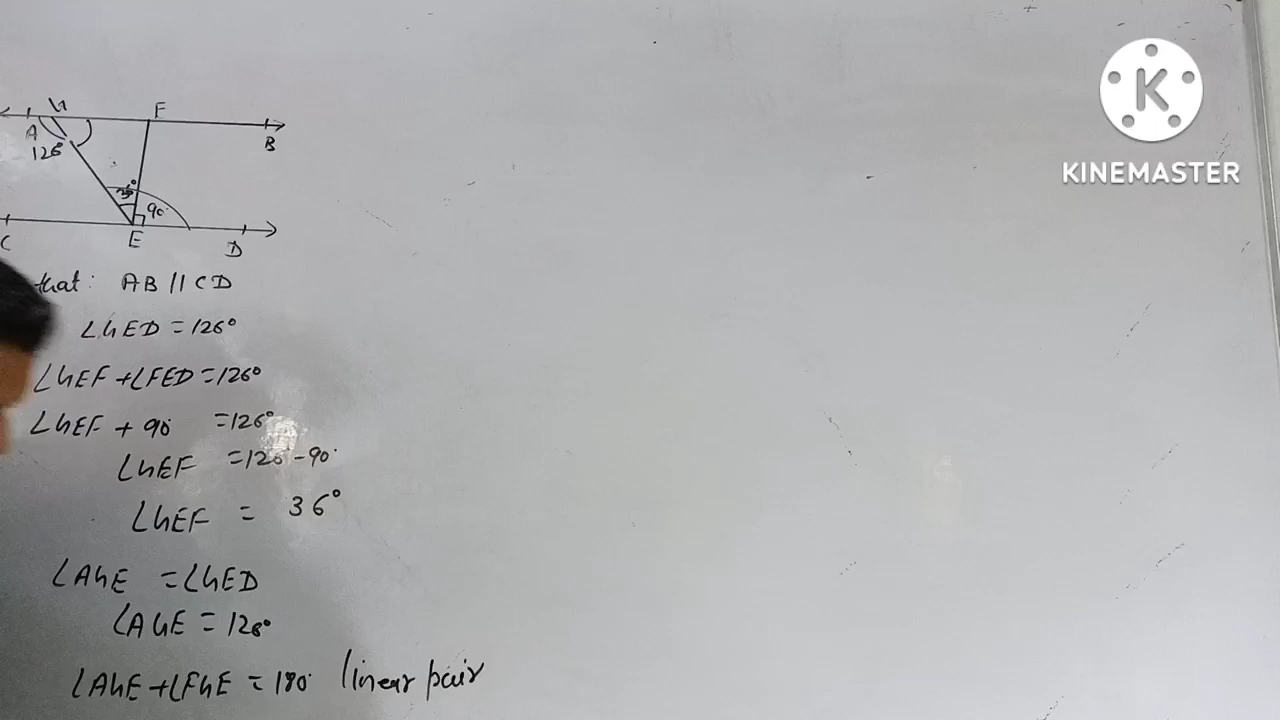 G F
A B
126°
90
E
C D
that: AB // CD
∠GED = 126°
∠GEF + ∠FED = 126°
∠GEF + 90° = 126°
∠GEF = 126 - 90°
∠GEF = 36°
∠AGE = ∠GED
∠AGE = 126°
∠AGE + ∠FGE = 180° linear pair
K
KINEMASTER